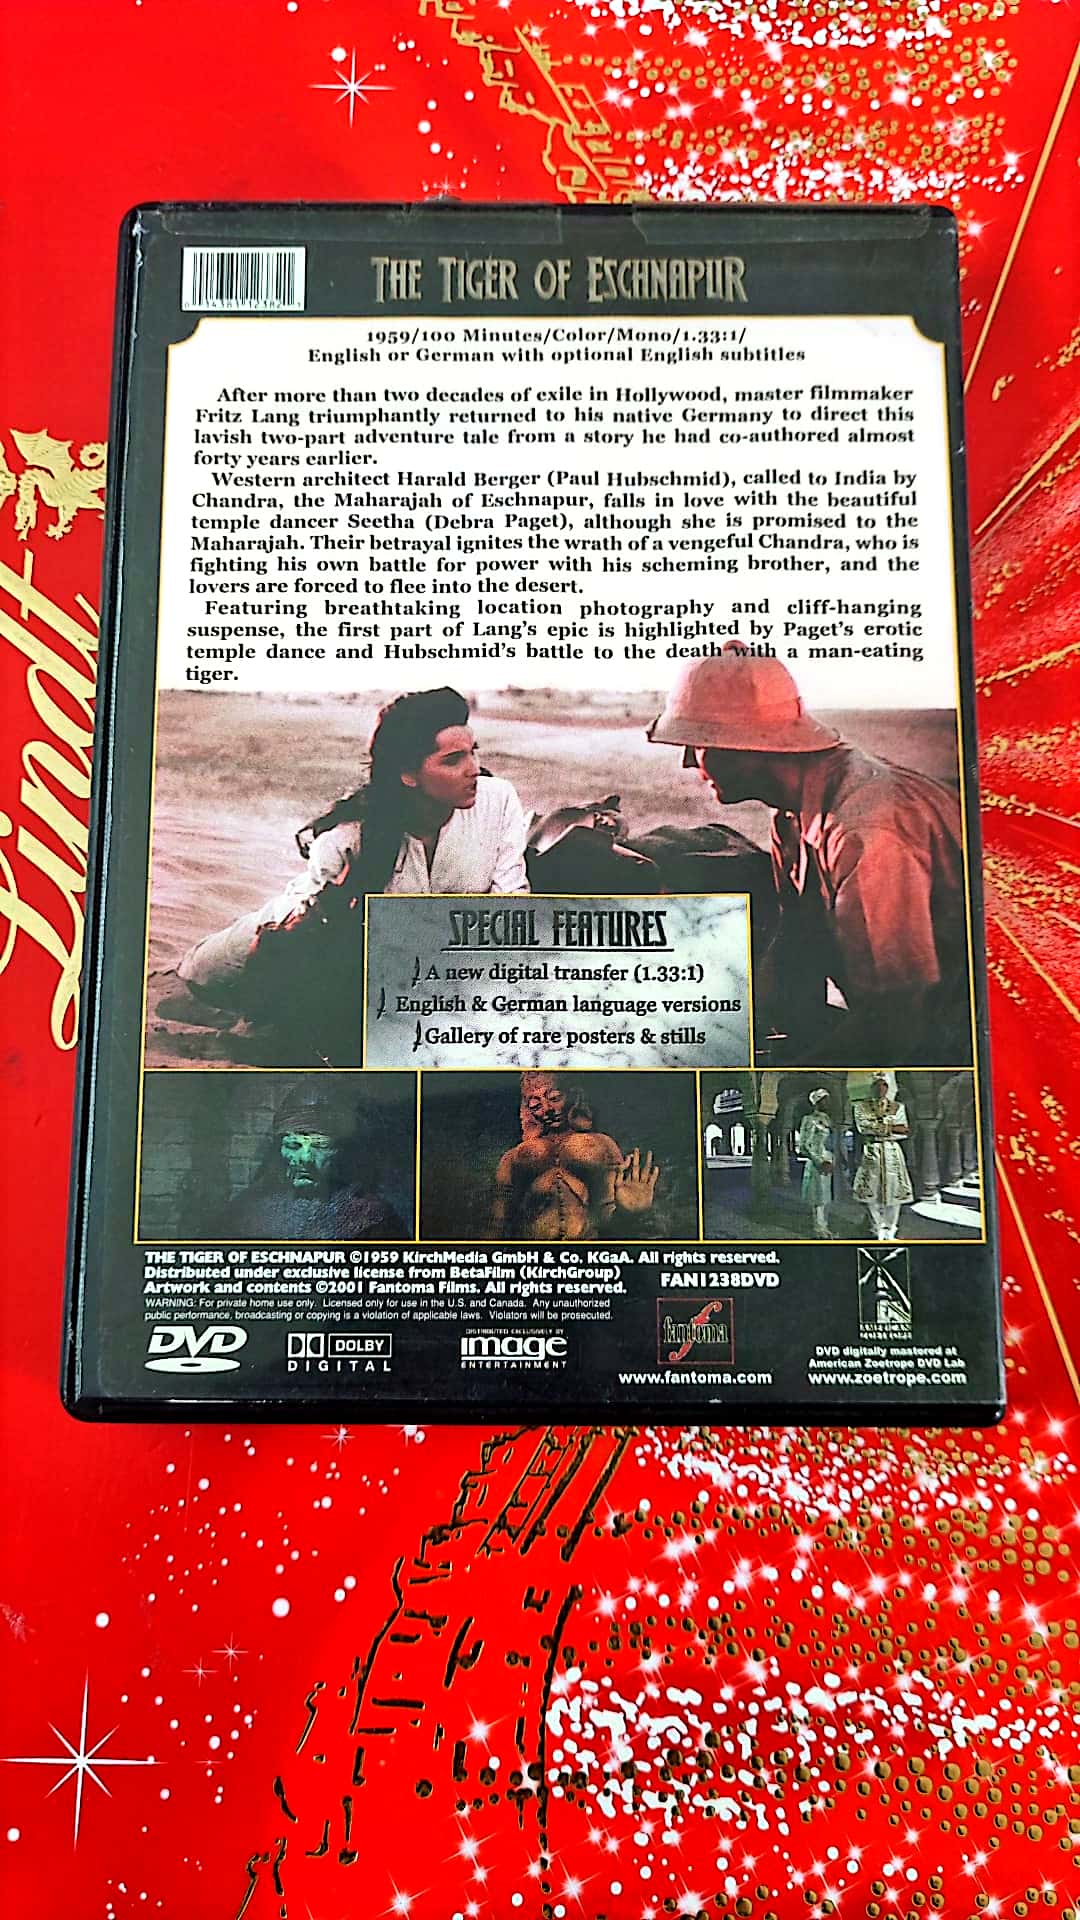 THE TIGER OF ESCHNAPUR
1959/100 Minutes/Color/Mono/1.33:1/
English or German with optional English subtitles
After more than two decades of exile in Hollywood, master filmmaker
Fritz Lang triumphantly returned to his native Germany to direct this
lavish two-part adventure tale from a story he had co-authored almost
forty years earlier.
Western architect Harald Berger (Paul Hubschmid), called to India by
Chandra, the Maharajah of Eschnapur, falls in love with the beautiful
temple dancer Seetha (Debra Paget), although she is promised to the
Maharajah. Their betrayal ignites the wrath of a vengeful Chandra, who is
fighting his own battle for power with his scheming brother, and the
lovers are forced to flee into the desert.
Featuring breathtaking location photography and cliff-hanging
suspense, the first part of Lang's epic is highlighted by Paget's erotic
temple dance and Hubschmid's battle to the death with a man-eating
tiger.
Lindt
SPECIAL FEATURES
A new digital transfer (1.33:1)
English & German language versions
Gallery of rare posters & stills
THE TIGER OF ESCHNAPUR ©1959 KirchMedia GmbH & Co. KGaA. All rights reserved.
Distributed under exclusive license from BetaFilm (KirchGroup)
Artwork and contents ©2001 Fantoma Films. All rights reserved.
FAN1238DVD
WARNING: For private home use only. Licensed only for use in the U.S. and Canada. Any unauthorized
public performance, broadcasting or copying is a violation of applicable laws. Violators will be prosecuted.
DVD
DOLBY
DIGITAL
DISTRIBUTED EXCLUSIVELY BY
image
ENTERTAINMENT
fantoma
www.fantoma.com
AMERICAN
ZOETROPE
DVD digitally mastered at
American Zoetrope DVD Lab
www.zoetrope.com